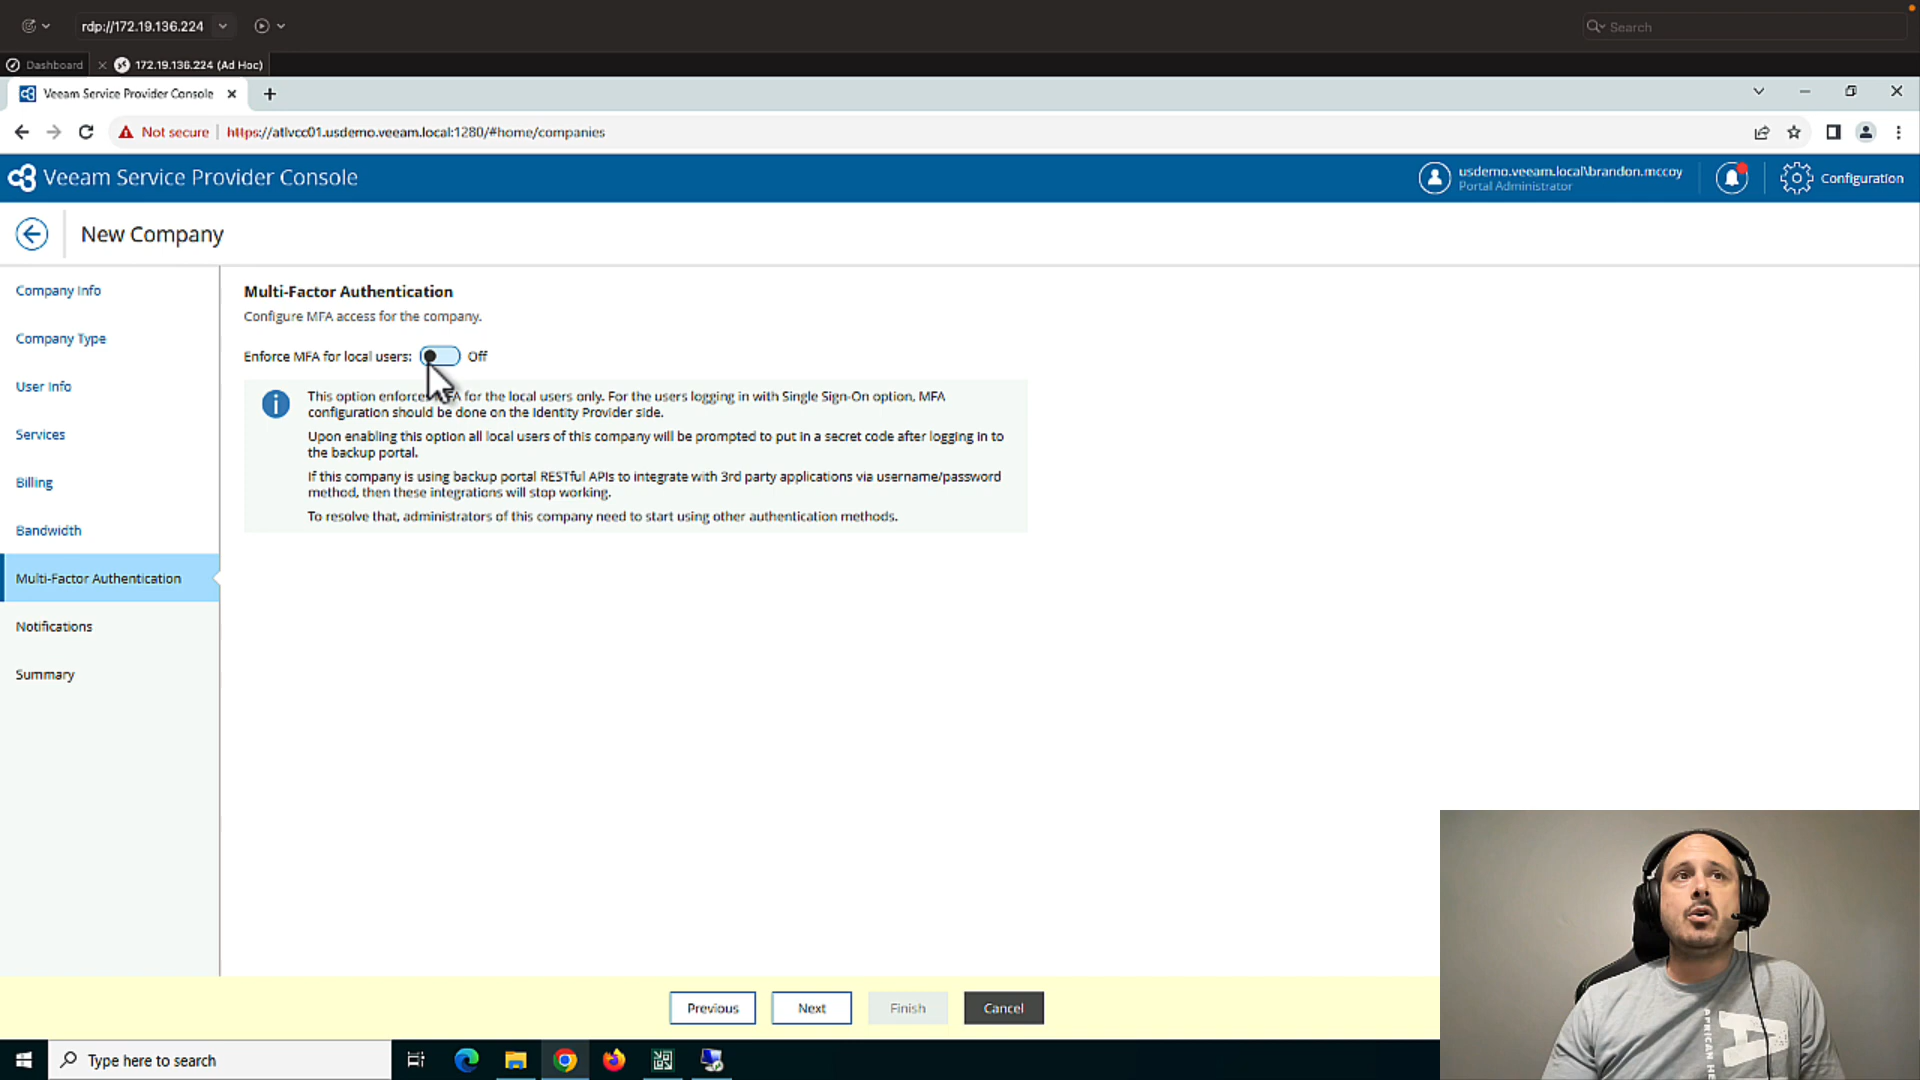 rdp://172.19.136.224
Search
Dashboard
172.19.136.224 (Ad Hoc)
Veeam Service Provider Console
Not secure
https://atlvcc01.usdemo.veeam.local:1280/#home/companies
Veeam Service Provider Console
usdemo.veeam.local\brandon.mccoy
Portal Administrator
Configuration
New Company
Company Info
Company Type
User Info
Services
Billing
Bandwidth
Multi-Factor Authentication
Notifications
Summary
Multi-Factor Authentication
Configure MFA access for the company.
Enforce MFA for local users:
Off
This option enforces MFA for the local users only. For the users logging in with Single Sign-On option, MFA
configuration should be done on the Identity Provider side.
Upon enabling this option all local users of this company will be prompted to put in a secret code after logging in to
the backup portal.
If this company is using backup portal RESTful APIs to integrate with 3rd party applications via username/password
method, then these integrations will stop working.
To resolve that, administrators of this company need to start using other authentication methods.
Previous
Next
Finish
Cancel
Type here to search
AFRICAN HE